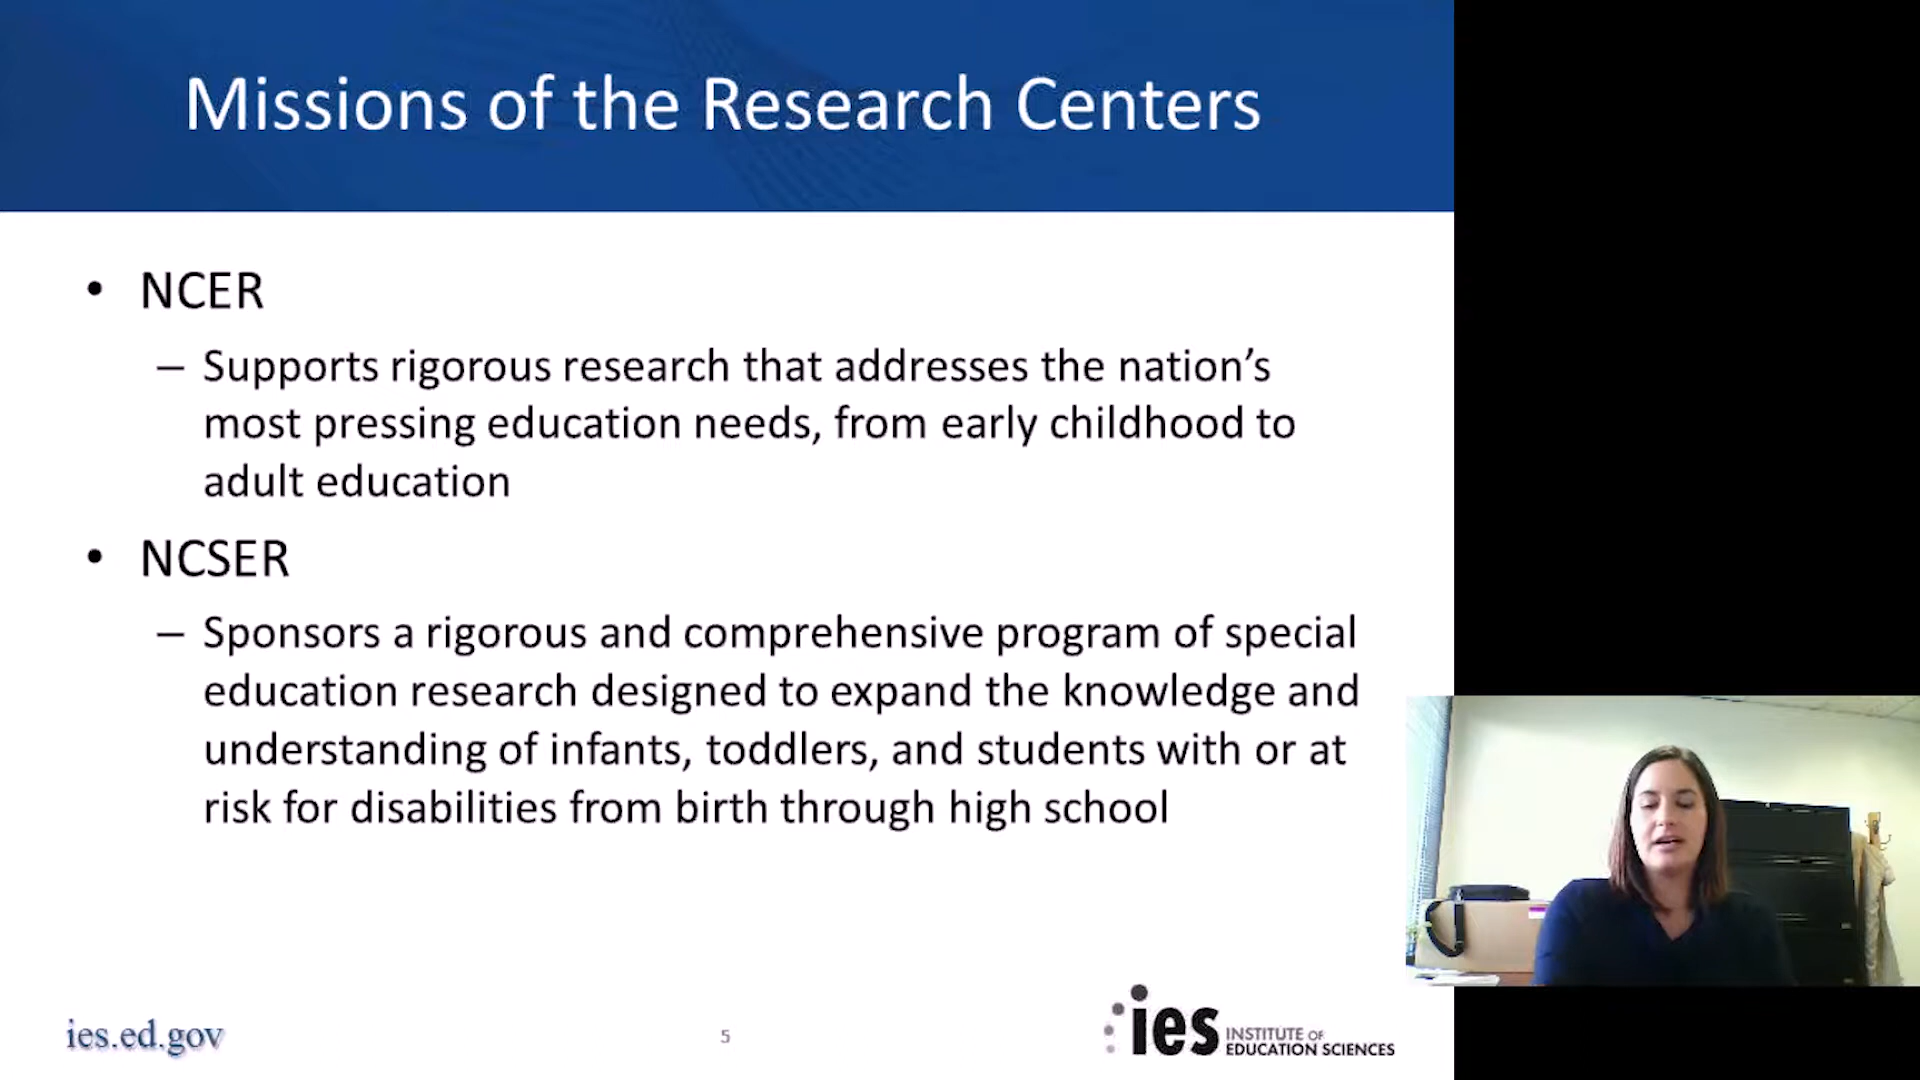 Missions of the Research Centers
• NCER
– Supports rigorous research that addresses the nation’s
most pressing education needs, from early childhood to
adult education
• NCSER
– Sponsors a rigorous and comprehensive program of special
education research designed to expand the knowledge and
understanding of infants, toddlers, and students with or at
risk for disabilities from birth through high school
ies.ed.gov
5
ies INSTITUTE OF
EDUCATION SCIENCES